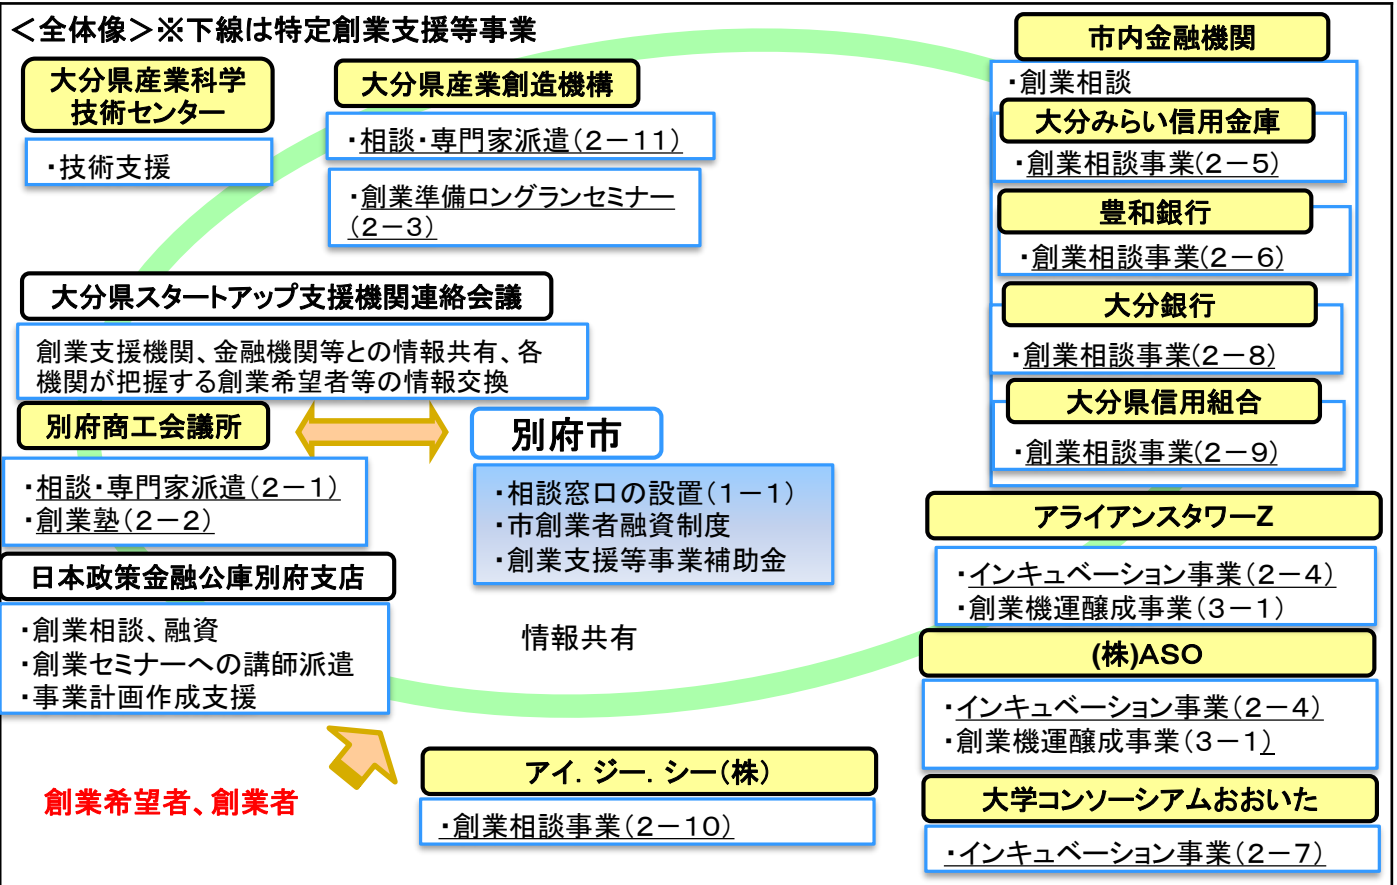 ＜全体像＞※下線は特定創業支援等事業
大分県産業科学
技術センター
・技術支援
大分県産業創造機構
・相談・専門家派遣(２－１１)
・創業準備ロングランセミナー
(２－３)
市内金融機関
・創業相談
大分みらい信用金庫
・創業相談事業(２－５)
豊和銀行
・創業相談事業(２－６)
大分銀行
・創業相談事業(２－８)
大分県信用組合
・創業相談事業(２－９)
大分県スタートアップ支援機関連絡会議
創業支援機関、金融機関等との情報共有、各
機関が把握する創業希望者等の情報交換
別府商工会議所
・相談・専門家派遣(２－１)
・創業塾(２－２)
別府市
・相談窓口の設置(１－１)
・市創業者融資制度
・創業支援等事業補助金
日本政策金融公庫別府支店
・創業相談、融資
・創業セミナーへの講師派遣
・事業計画作成支援
情報共有
アライアンスタワーＺ
・インキュベーション事業(２－４)
・創業機運醸成事業(３－１)
(株)ASO
・インキュベーション事業(２－４)
・創業機運醸成事業(３－１)
創業希望者、創業者
アイ．ジー．シー(株)
・創業相談事業(２－１０)
大学コンソーシアムおおいた
・インキュベーション事業(２－７)